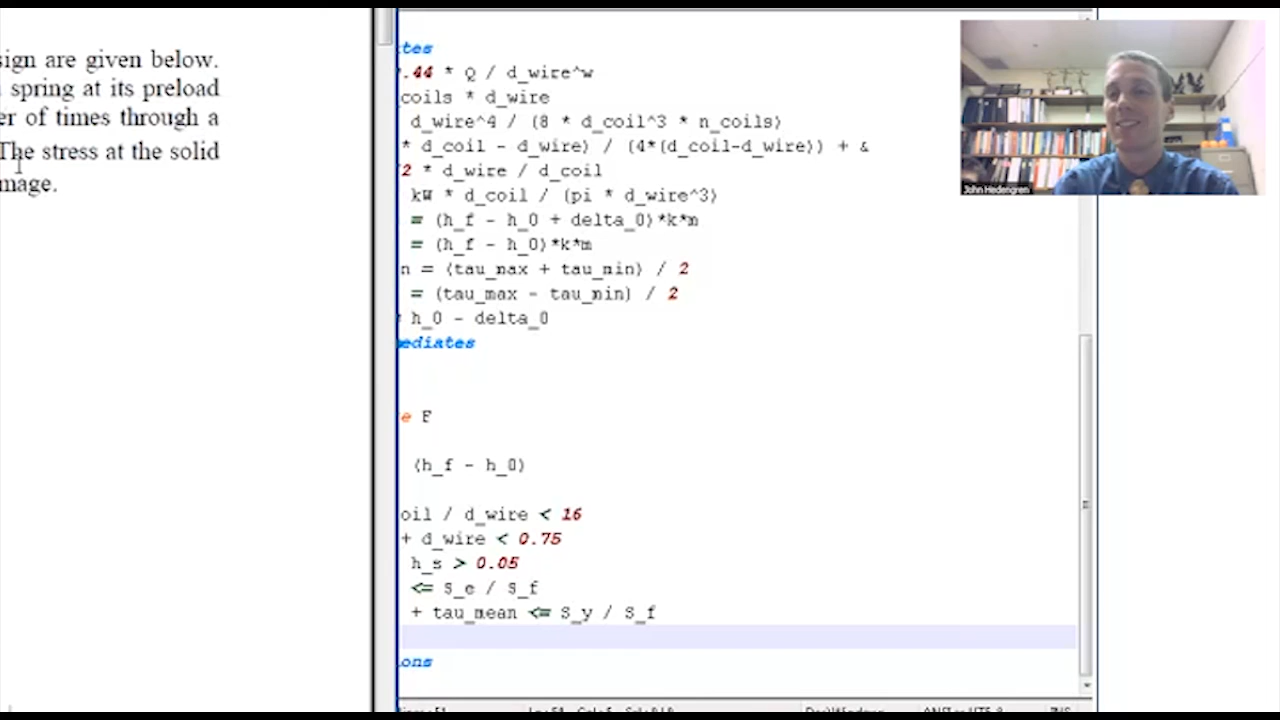 sign are given below.
spring at its preload
er of times through a
The stress at the solid
mage.
tes
.44 * Q / d_wire^w
coils * d_wire
d_wire^4 / (8 * d_coil^3 * n_coils)
* d_coil - d_wire) / (4*(d_coil-d_wire)) + &
2 * d_wire / d_coil
kW * d_coil / (pi * d_wire^3)
= (h_f - h_0 + delta_0)*k*m
= (h_f - h_0)*k*m
n = (tau_max + tau_min) / 2
= (tau_max - tau_min) / 2
h_0 - delta_0
ediates
e F
(h_f - h_0)
oil / d_wire < 16
+ d_wire < 0.75
h_s > 0.05
<= S_e / S_f
+ tau_mean <= S_y / S_f
ons
John Hedengren